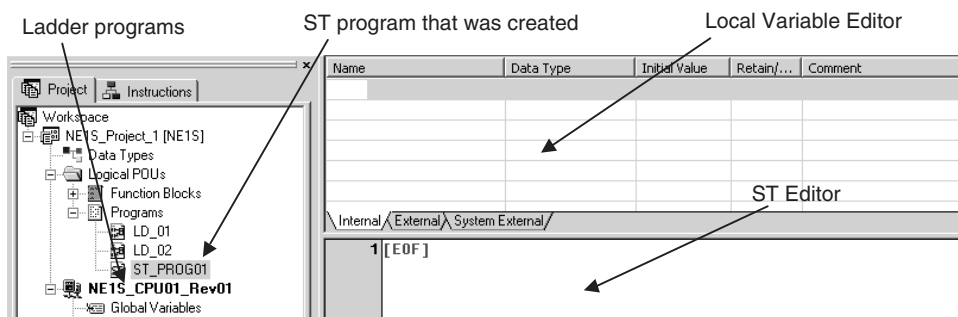 Ladder programs
ST program that was created
Local Variable Editor
Project
Instructions
Workspace
NE1S_Project_1 [NE1S]
Data Types
Logical POUs
Function Blocks
Programs
LD_01
LD_02
ST_PROG01
NE1S_CPU01_Rev01
Global Variables
Name Data Type Initial Value Retain/... Comment
Internal External System External
ST Editor
1 [EOF]